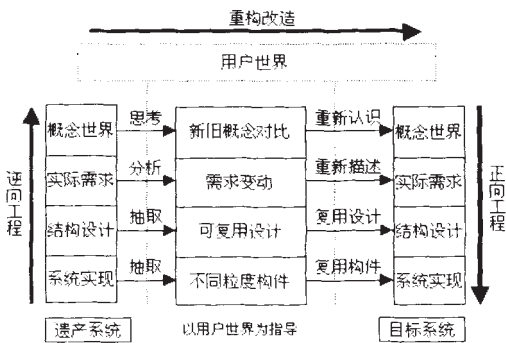 重构改造
用户世界
概念世界 思考 新旧概念对比 重新认识 概念世界
实际需求 分析 需求变动 重新描述 实际需求
结构设计 抽取 可复用设计 复用设计 结构设计
系统实现 抽取 不同粒度构件 复用构件 系统实现
逆向工程
正向工程
遗产系统 以用户世界为指导 目标系统